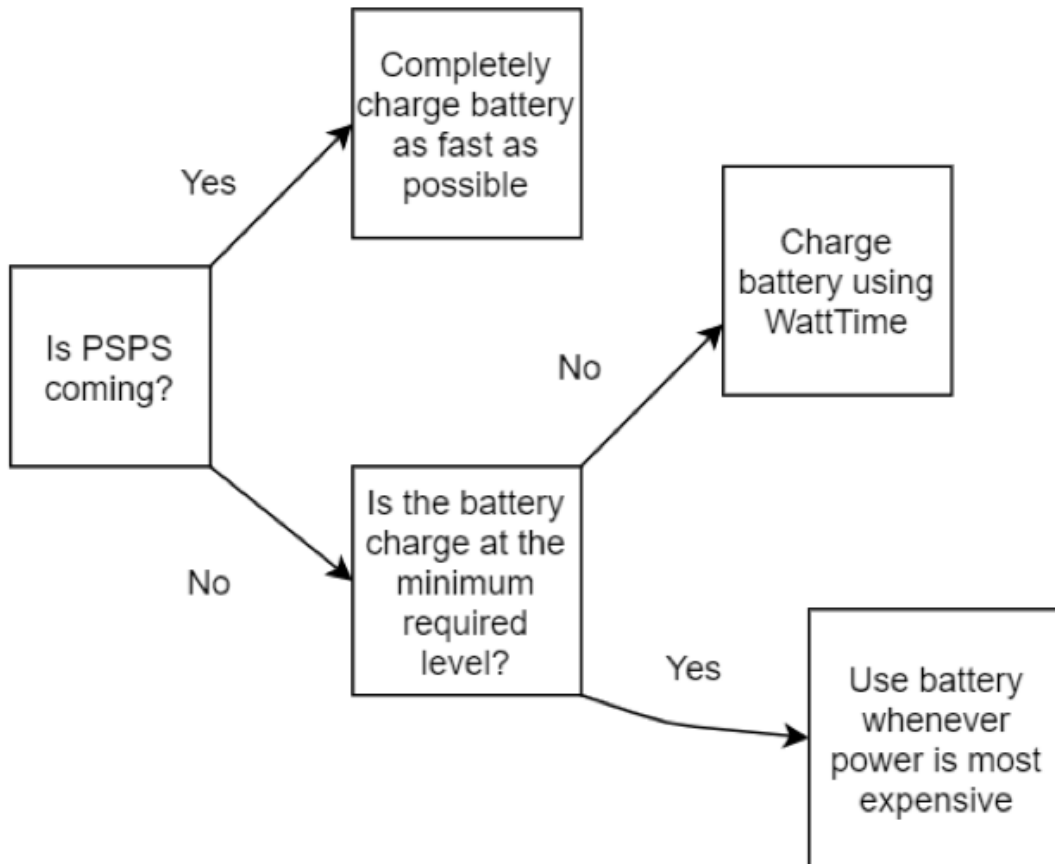 Completely
charge battery
as fast as
possible
Yes
Charge
battery using
WattTime
Is PSPS
coming?
No
Is the battery
charge at the
minimum
required
level?
No
Yes
Use battery
whenever
power is most
expensive